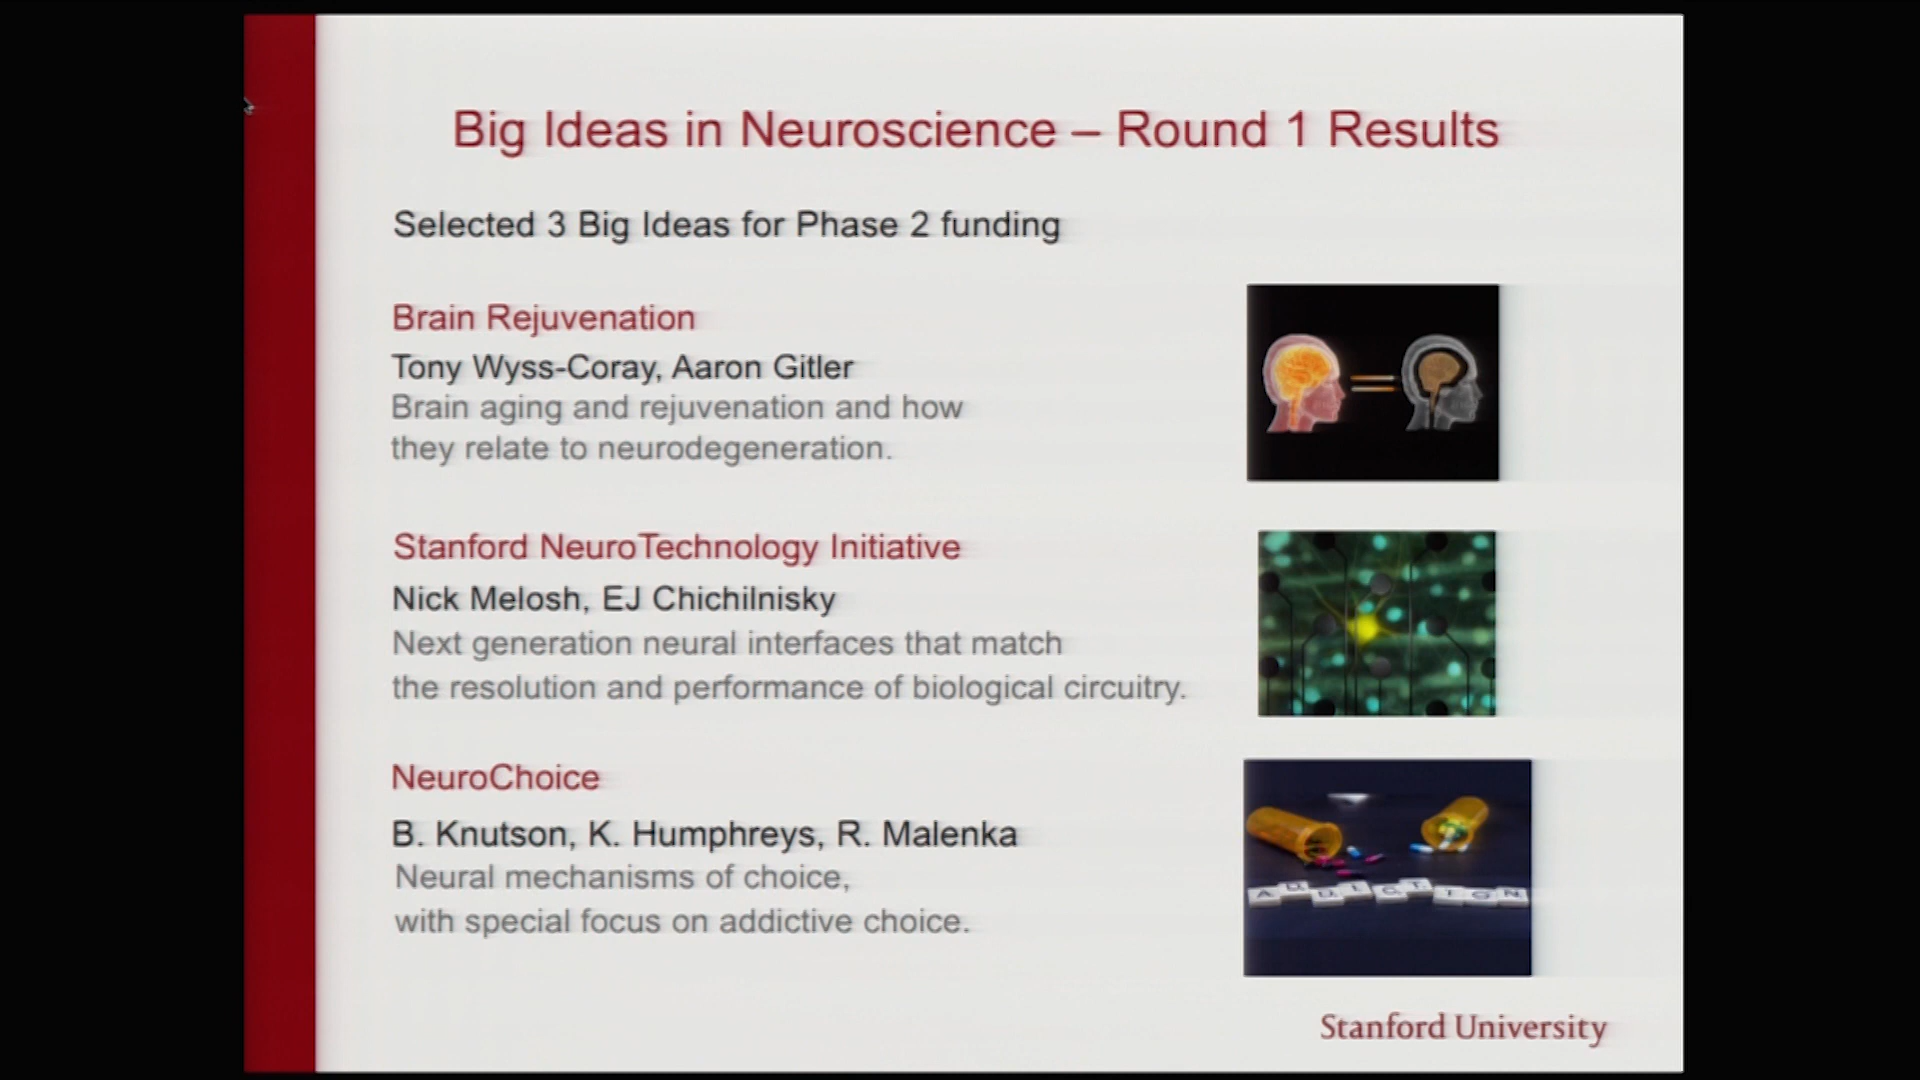 Big Ideas in Neuroscience – Round 1 Results
Selected 3 Big Ideas for Phase 2 funding
Brain Rejuvenation
Tony Wyss-Coray, Aaron Gitler
Brain aging and rejuvenation and how
they relate to neurodegeneration.
Stanford NeuroTechnology Initiative
Nick Melosh, EJ Chichilnisky
Next generation neural interfaces that match
the resolution and performance of biological circuitry.
NeuroChoice
B. Knutson, K. Humphreys, R. Malenka
Neural mechanisms of choice,
with special focus on addictive choice.
ADDICTION
Stanford University